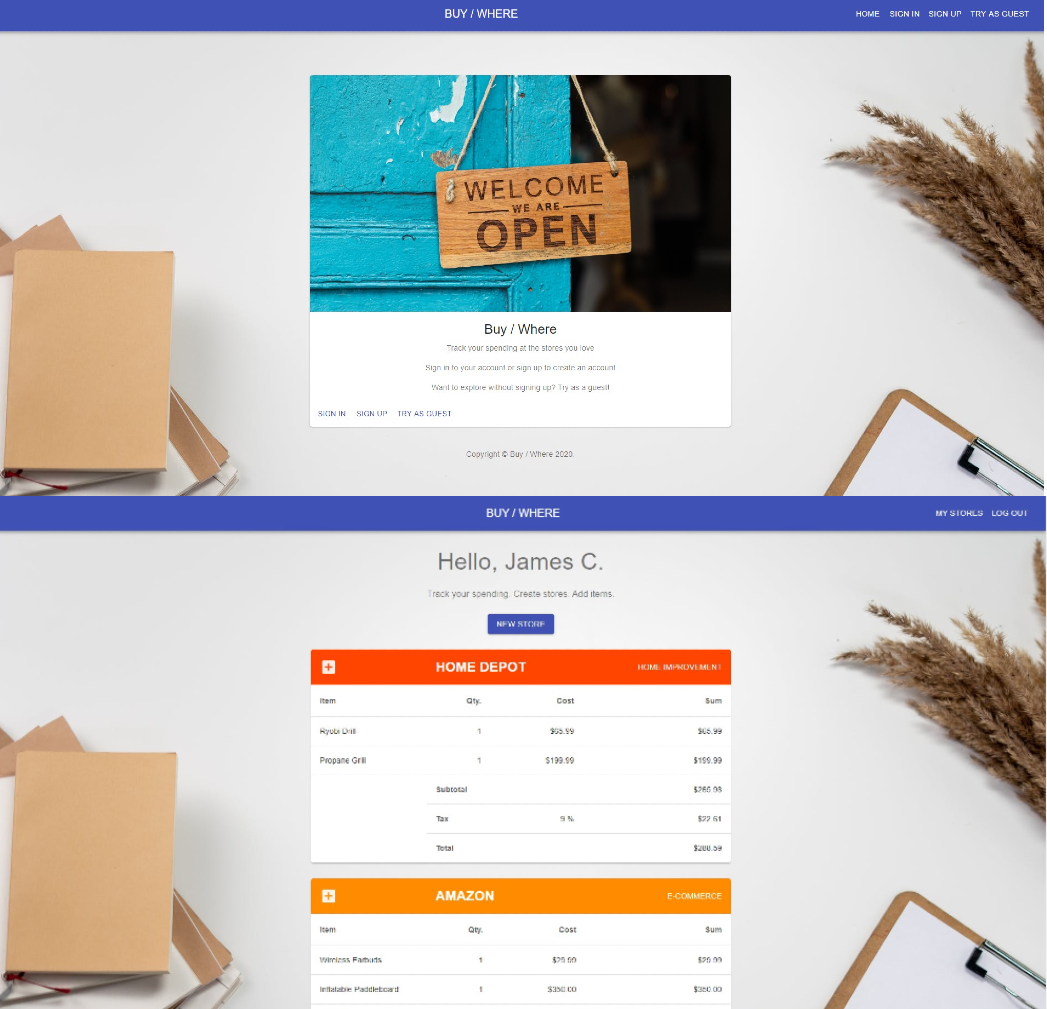 BUY / WHERE
HOME SIGN IN SIGN UP TRY AS GUEST
WELCOME
WE ARE
OPEN
Buy / Where
Track your spending at the stores you love
Sign in to your account or sign up to create an account
Want to explore without signing up? Try as a guest!
SIGN IN SIGN UP TRY AS GUEST
Copyright © Buy / Where 2020.
BUY / WHERE
MY STORES LOG OUT
Hello, James C.
Track your spending. Create stores. Add items.
NEW STORE
HOME DEPOT HOME IMPROVEMENT
Item Qty. Cost Sum
Ryobi Drill 1 $65.99 $65.99
Propane Grill 1 $199.99 $199.99
Subtotal $265.98
Tax 9 % $22.61
Total $288.59
AMAZON E-COMMERCE
Item Qty. Cost Sum
Wireless Earbuds 1 $29.99 $29.99
Inflatable Paddleboard 1 $350.00 $350.00